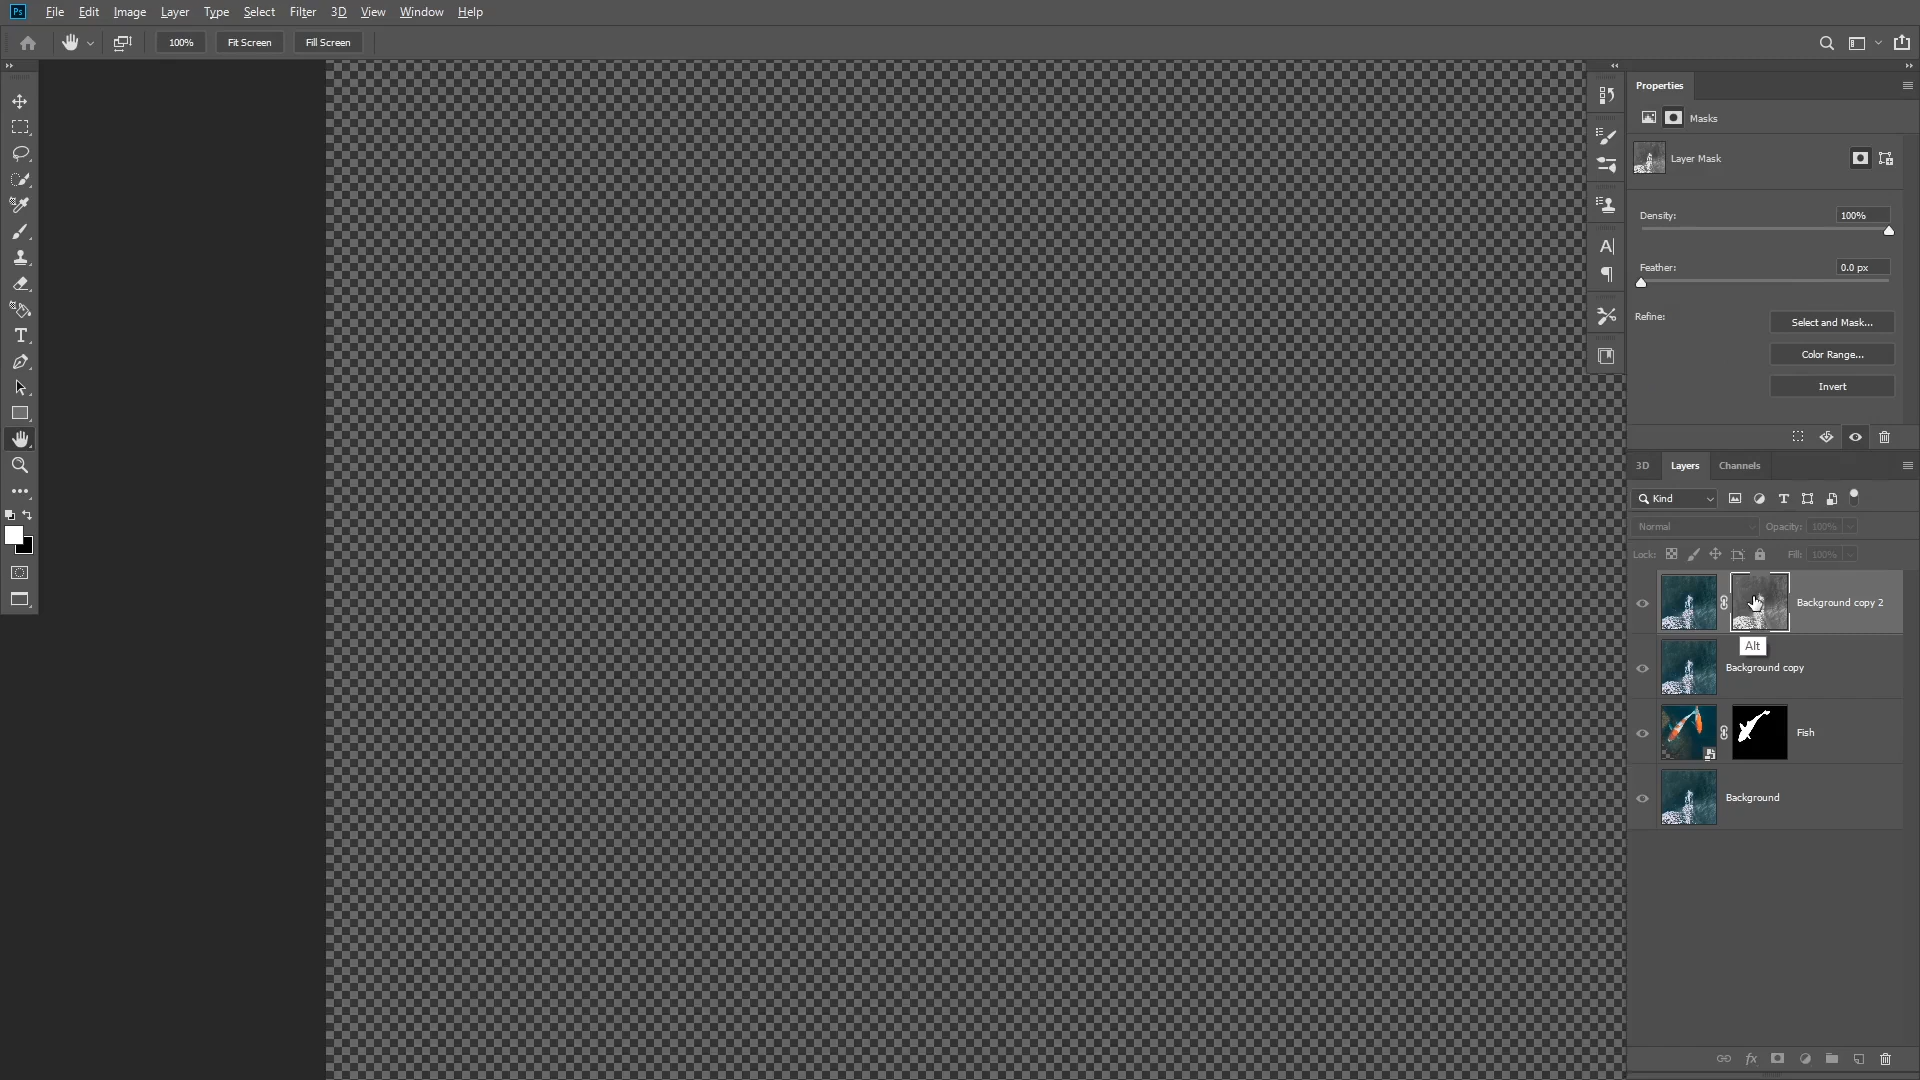 Ps File Edit Image Layer Type Select Filter 3D View Window Help
100% Fit Screen Fill Screen
Properties
Masks
Layer Mask
Density: 100%
Feather: 0.0 px
Refine: Select and Mask...
Color Range...
Invert
3D Layers Channels
Kind
Normal Opacity: 100%
Lock: Fill: 100%
Background copy 2
Alt
Background copy
Fish
Background